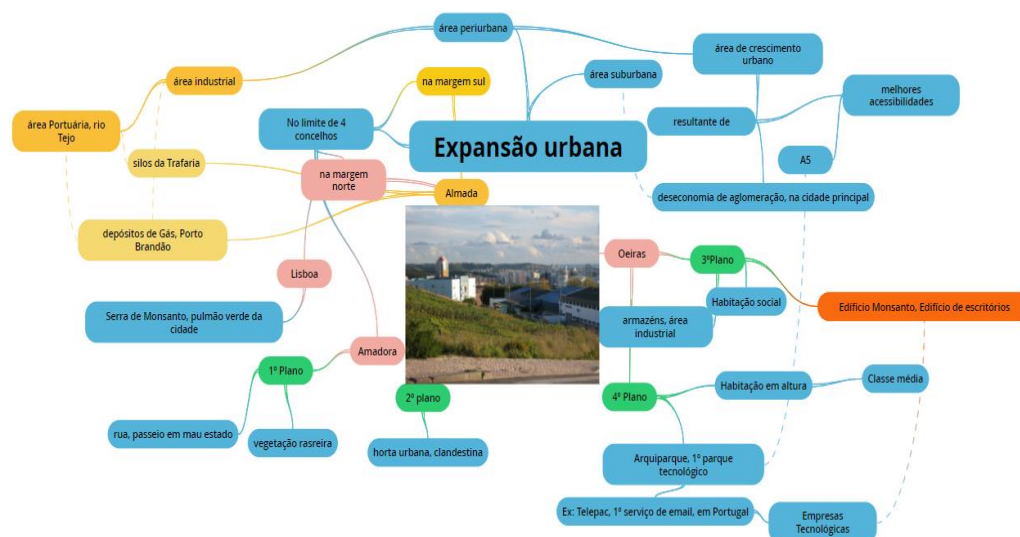 área periurbana
área de crescimento
urbano
área industrial
na margem sul
área suburbana
melhores
acessibilidades
área Portuária, rio
Tejo
No limite de 4
concelhos
Expansão urbana
resultante de
silos da Trafaria
na margem
norte
A5
Almada
deseconomia de aglomeração, na cidade principal
depósitos de Gás, Porto
Brandão
Lisboa
Oeiras
3ºPlano
Serra de Monsanto, pulmão verde da
cidade
Habitação social
armazéns, área
industrial
Edifício Monsanto, Edifício de escritórios
Amadora
1º Plano
2º plano
4º Plano
Habitação em altura
Classe média
rua, passeio em mau estado
vegetação rasreira
horta urbana, clandestina
Arquiparque, 1º parque
tecnológico
Ex: Telepac, 1º serviço de email, em Portugal
Empresas
Tecnológicas